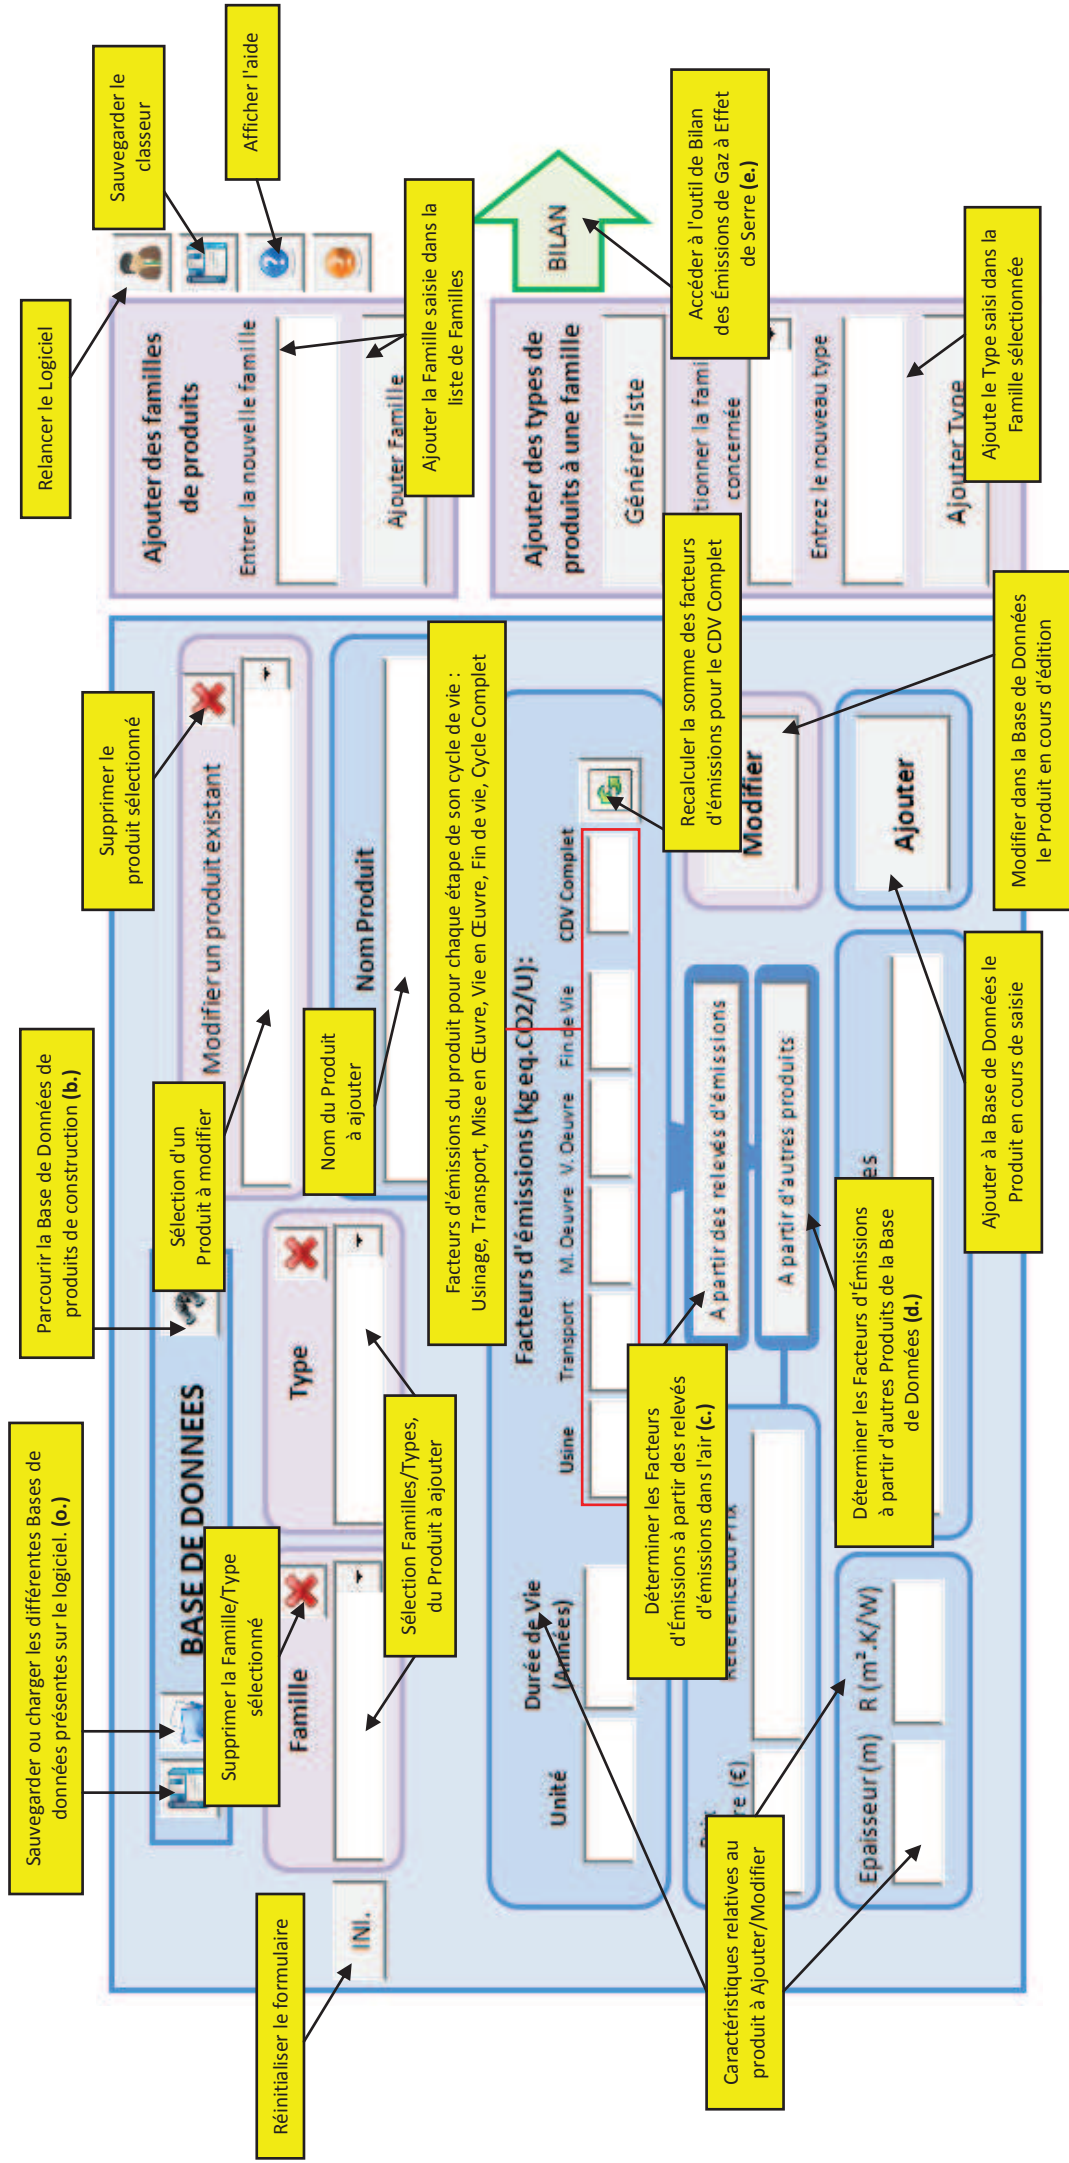 Sauvegarder ou charger les différentes Bases de
données présentes sur le logiciel. (o.)
Parcourir la Base de Données de
produits de construction (b.)
Supprimer le
produit sélectionné
Relancer le Logiciel
Sauvegarder le
classeur
Afficher l'aide
Réinitialiser le formulaire
INI.
BASE DE DONNEES
Supprimer la Famille/Type
sélectionné
Famille
Type
Sélection Familles/Types,
du Produit à ajouter
Sélection d'un
Produit à modifier
Modifier un produit existant
Nom du Produit
à ajouter
Nom Produit
Ajouter des familles
de produits
Entrer la nouvelle famille
Ajouter Famille
Ajouter la Famille saisie dans la
liste de Familles
Facteurs d'émissions du produit pour chaque étape de son cycle de vie :
Usinage, Transport, Mise en Œuvre, Vie en Œuvre, Fin de vie, Cycle Complet
Unité
Durée de Vie
(Années)
Facteurs d'émissions (kg eq.CO2/U):
Usine
Transport
M. Oeuvre
V. Oeuvre
Fin de Vie
CDV Complet
Recalculer la somme des facteurs
d'émissions pour le CDV Complet
Ajouter des types de
produits à une famille
Générer liste
tionner la fami
concernée
Entrez le nouveau type
Ajouter Type
Ajoute le Type saisi dans la
Famille sélectionnée
BILAN
Accéder à l'outil de Bilan
des Émissions de Gaz à Effet
de Serre (e.)
Déterminer les Facteurs
d'Émissions à partir des relevés
d'émissions dans l'air (c.)
A partir des relevés d'émissions
A partir d'autres produits
re (€)
Référence du Prix
Modifier
Ajouter
Caractéristiques relatives au
produit à Ajouter/Modifier
Epaisseur (m)
R (m².K/W)
es
Déterminer les Facteurs d'Émissions
à partir d'autres Produits de la Base
de Données (d.)
Ajouter à la Base de Données le
Produit en cours de saisie
Modifier dans la Base de Données
le Produit en cours d'édition